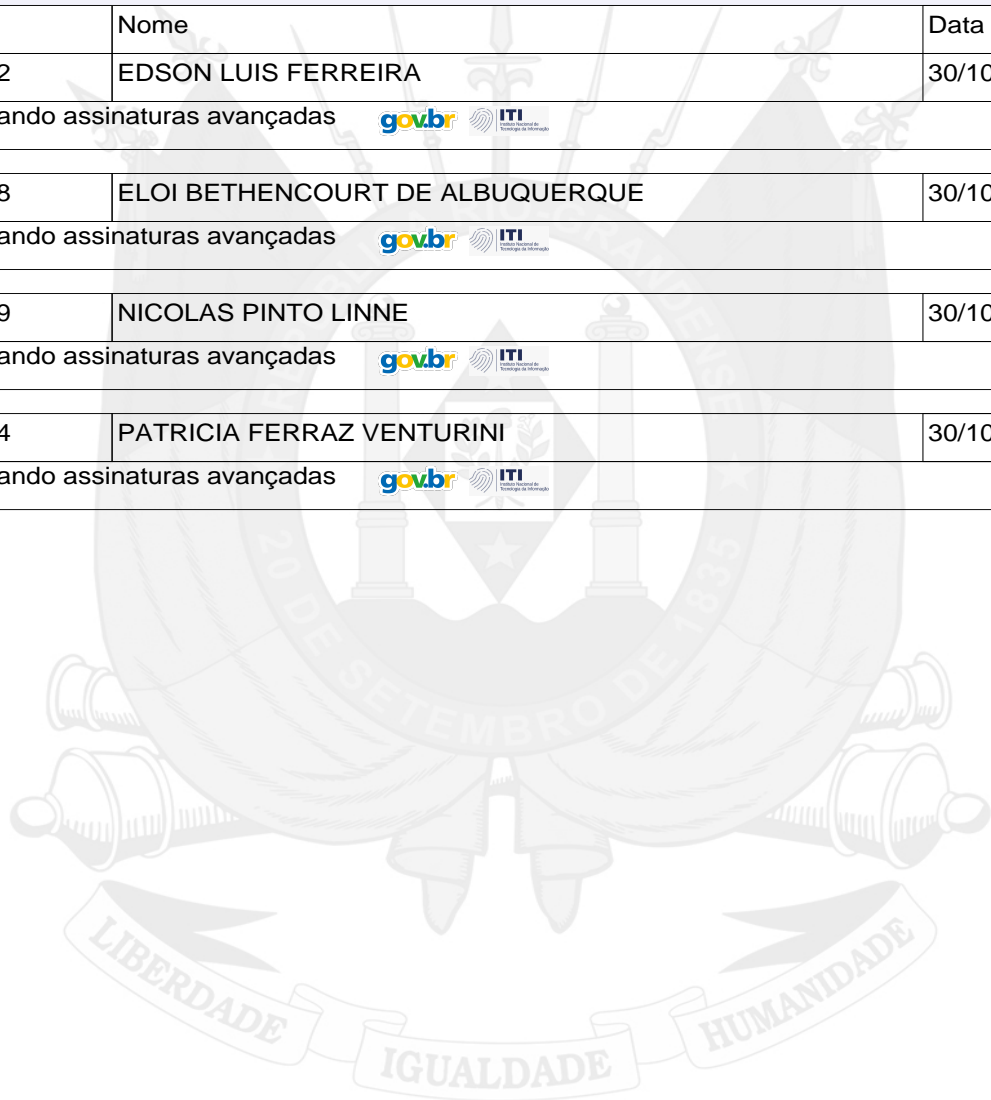 Nome Data
2 EDSON LUIS FERREIRA 30/10
ando assinaturas avançadas gov.br ITI
8 ELOI BETHENCOURT DE ALBUQUERQUE 30/10
ando assinaturas avançadas gov.br ITI
9 NICOLAS PINTO LINNE 30/10
ando assinaturas avançadas gov.br ITI
4 PATRICIA FERRAZ VENTURINI 30/10
ando assinaturas avançadas gov.br ITI
20 DE SETEMBRO DE 1835
LIBERDADE IGUALDADE HUMANIDADE